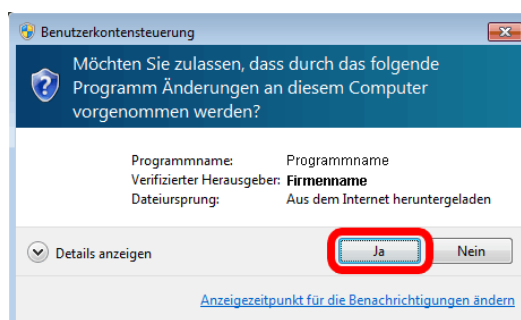 Benutzerkontensteuerung
Möchten Sie zulassen, dass durch das folgende
Programm Änderungen an diesem Computer
vorgenommen werden?
Programmname: Programmname
Verifizierter Herausgeber: Firmenname
Dateiursprung: Aus dem Internet heruntergeladen
Details anzeigen Ja Nein
Anzeigezeitpunkt für die Benachrichtigungen ändern